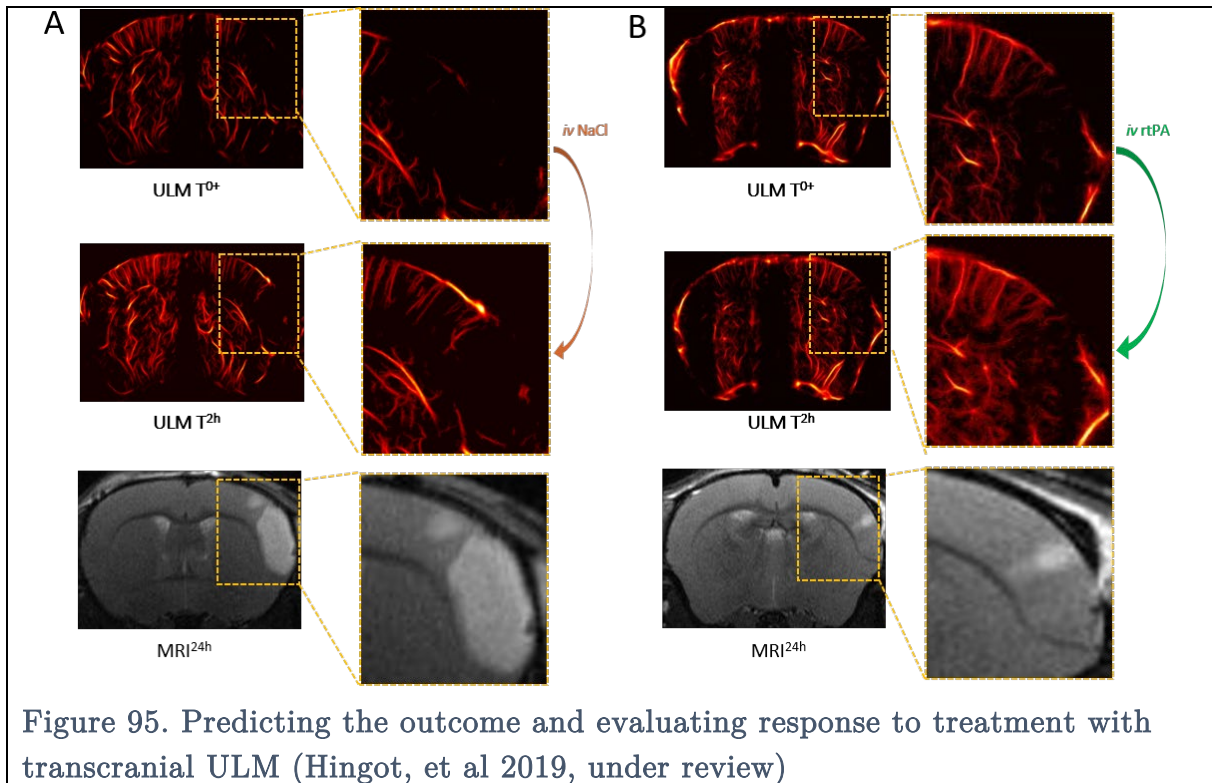 A
B
iv NaCl
iv rtPA
ULM T0+
ULM T0+
ULM T2h
ULM T2h
MRI24h
MRI24h
Figure 95. Predicting the outcome and evaluating response to treatment with
transcranial ULM (Hingot, et al 2019, under review)